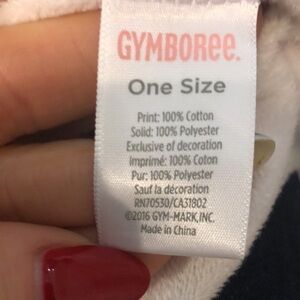 GYMBOREE.
One Size
Print: 100% Cotton
Solid: 100% Polyester
Exclusive of decoration
Imprimé: 100% Coton
Pur: 100% Polyester
Sauf la décoration
RN70530/CA31802
©2016 GYM-MARK,INC.
Made in China